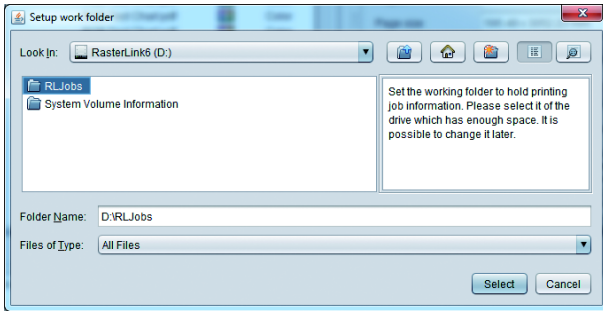 Setup work folder
Look In: RasterLink6 (D:)
RLJobs
System Volume Information
Set the working folder to hold printing
job information. Please select it of the
drive which has enough space. It is
possible to change it later.
Folder Name: D:\RLJobs
Files of Type: All Files
Select Cancel